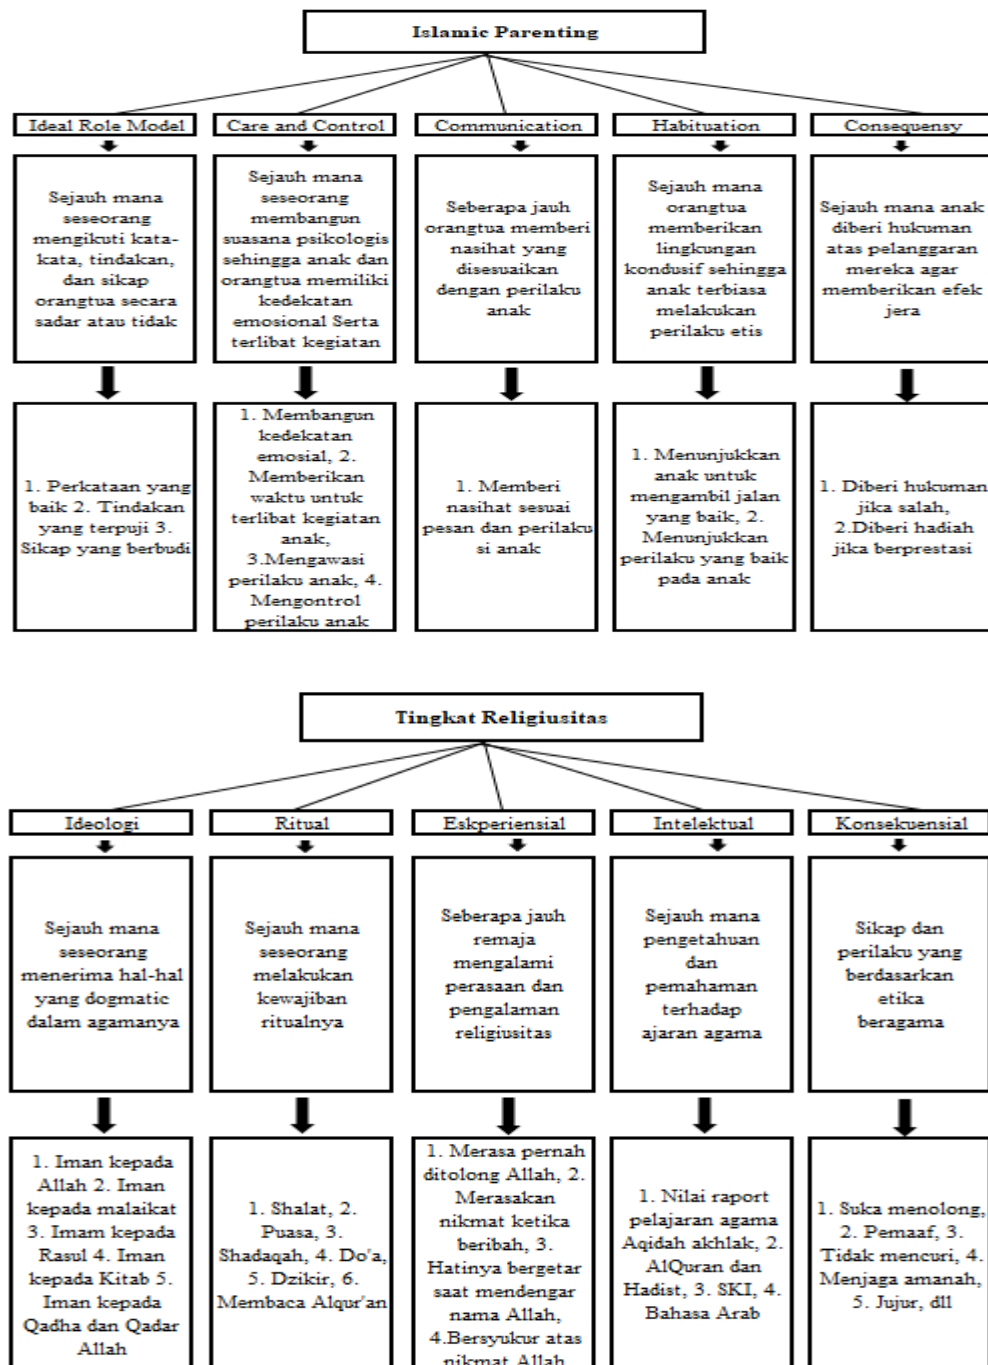 Islamic Parenting
Ideal Role Model
Care and Control
Communication
Habituation
Consequensy
Sejauh mana
seseorang
mengikuti kata-
kata, tindakan,
dan sikap
orangtua secara
sadar atau tidak
Sejauh mana
seseorang
membangun
suasana psikologis
sehingga anak dan
orangtua memiliki
kedekatan
emosional Serta
terlibat kegiatan
Seberapa jauh
orangtua memberi
nasihat yang
disesuaikan
dengan perilaku
anak
Sejauh mana
orangtua
memberikan
lingkungan
kondusif sehingga
anak terbiasa
melakukan
perilaku etis
Sejauh mana anak
diberi hukuman
atas pelanggaran
mereka agar
memberikan efek
jera
1. Perkataan yang
baik 2. Tindakan
yang terpuji 3.
Sikap yang berbudi
1. Membangun
kedekatan
emosial, 2.
Memberikan
waktu untuk
terlibat kegiatan
anak,
3.Mengawasi
perilaku anak, 4.
Mengontrol
perilaku anak
1. Memberi
nasihat sesuai
pesan dan perilaku
si anak
1. Menunjukkan
anak untuk
mengambil jalan
yang baik, 2.
Menunjukkan
perilaku yang baik
pada anak
1. Diberi hukuman
jika salah,
2.Diberi hadiah
jika berprestasi
Tingkat Religiusitas
Ideologi
Ritual
Eskperiensial
Intelektual
Konsekuensial
Sejauh mana
seseorang
menerima hal-hal
yang dogmatic
dalam agamanya
Sejauh mana
seseorang
melakukan
kewajiban
ritualnya
Seberapa jauh
remaja
mengalami
perasaan dan
pengalaman
religiusitas
Sejauh mana
pengetahuan
dan
pemahaman
terhadap
ajaran agama
Sikap dan
perilaku yang
berdasarkan
etika
beragama
1. Iman kepada
Allah 2. Iman
kepada malaikat
3. Imam kepada
Rasul 4. Iman
kepada Kitab 5.
Iman kepada
Qadha dan Qadar
Allah
1. Shalat, 2.
Puasa, 3.
Shadaqah, 4. Do'a,
5. Dzikir, 6.
Membaca Alqur'an
1. Merasa pernah
ditolong Allah, 2.
Merasakan
nikmat ketika
beribah, 3.
Hatinya bergetar
saat mendengar
nama Allah,
4.Bersyukur atas
nikmat Allah
1. Nilai raport
pelajaran agama
Aqidah akhlak, 2.
AlQuran dan
Hadist, 3. SKI, 4.
Bahasa Arab
1. Suka menolong,
2. Pemaaf, 3.
Tidak mencuri, 4.
Menjaga amanah,
5. Jujur, dll